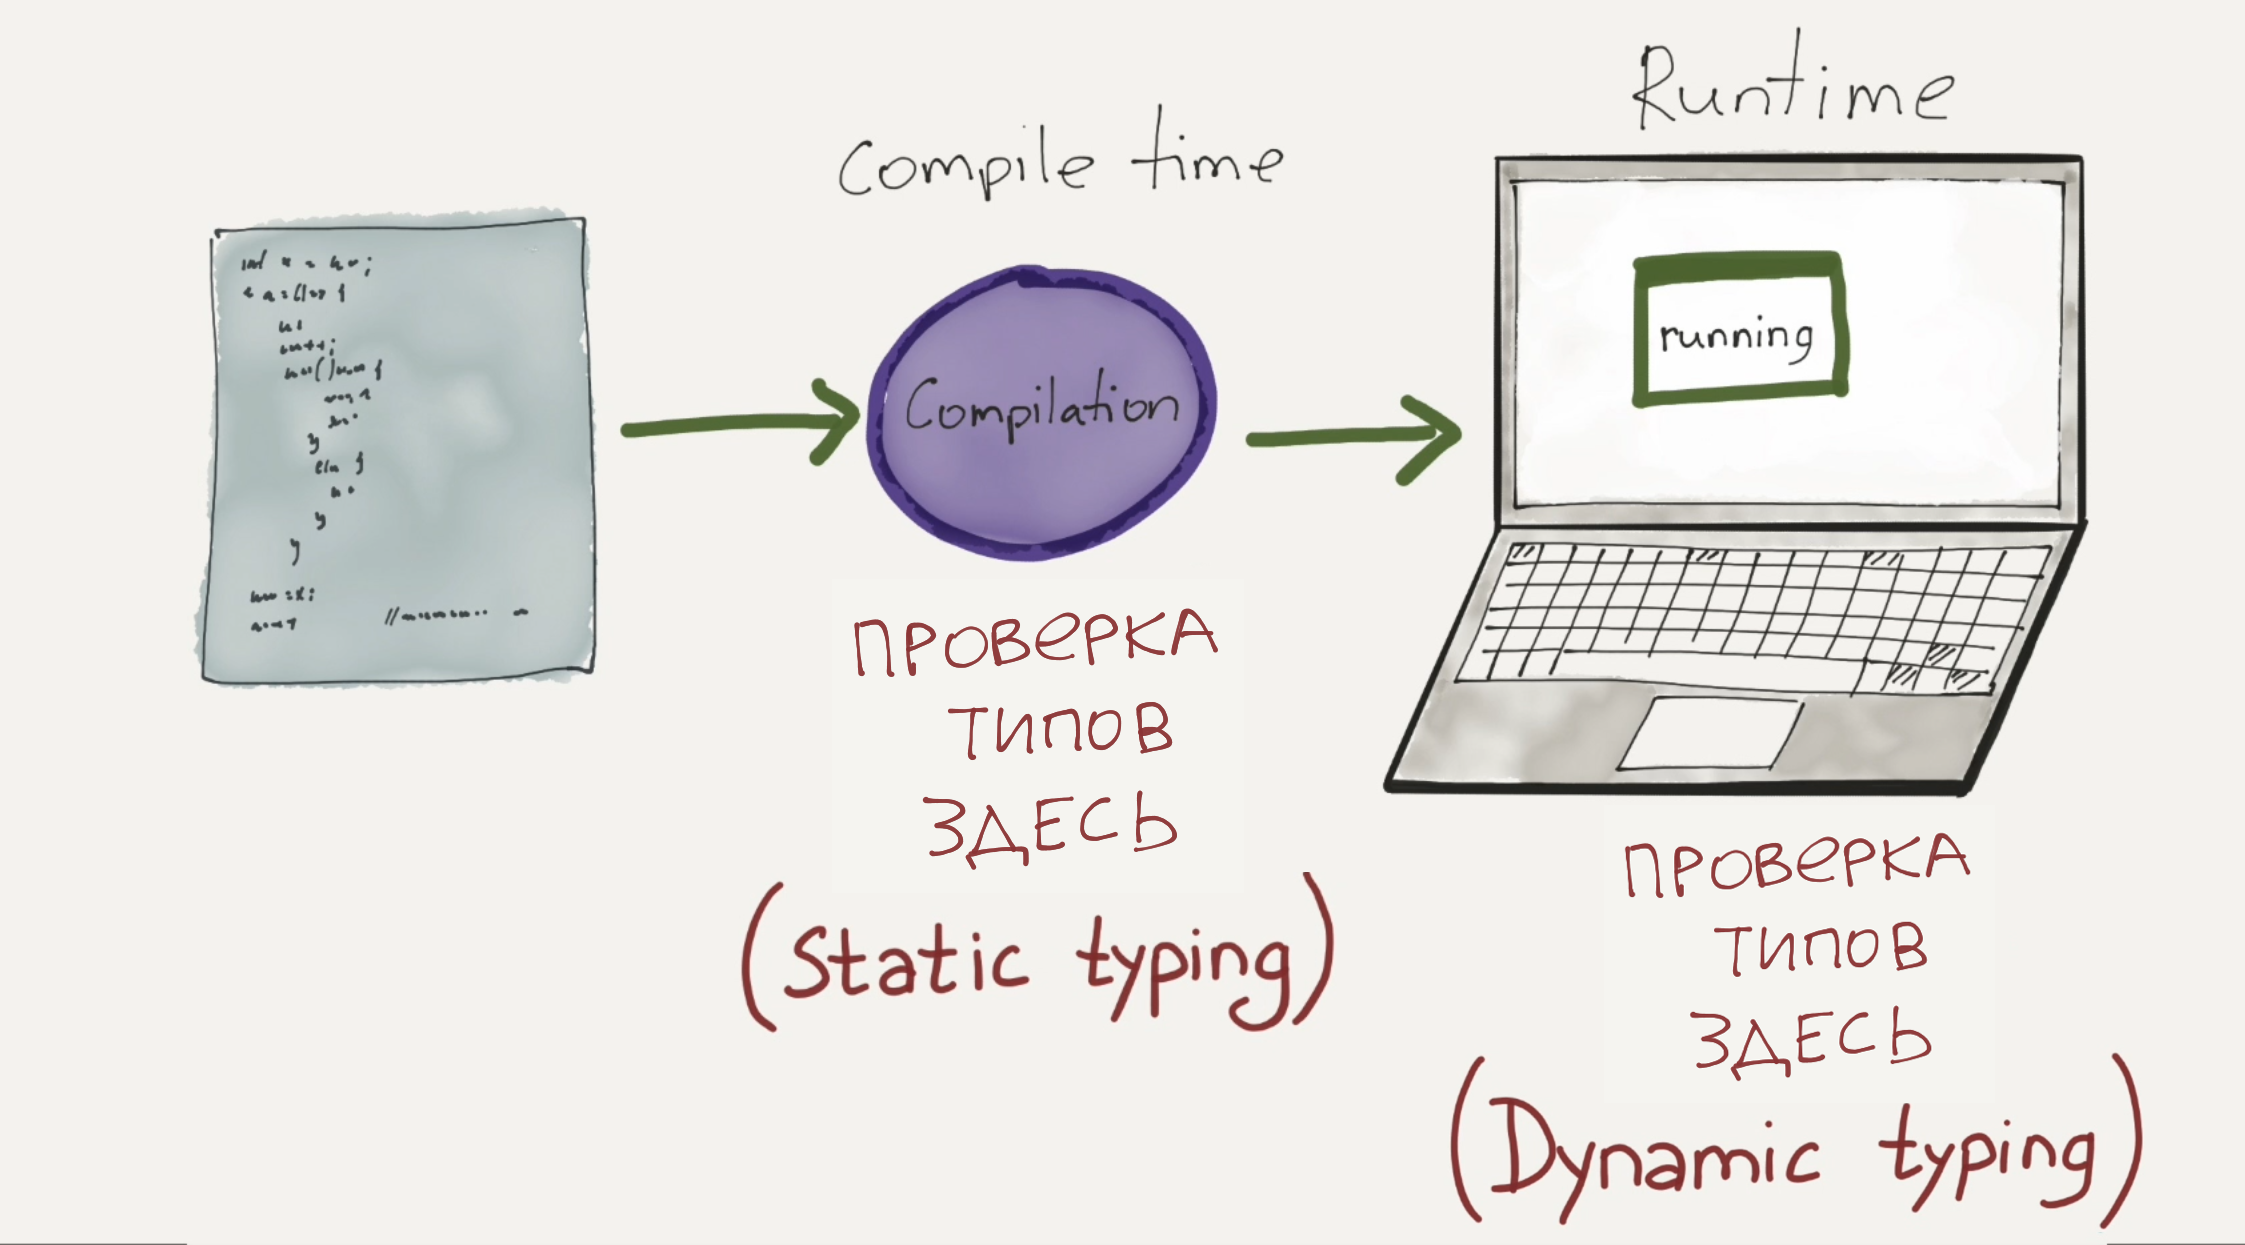 Compile time
Runtime
Compilation
running
ПРОВЕРКА
ТИПОВ
ЗДЕСЬ
(Static typing)
ПРОВЕРКА
ТИПОВ
ЗДЕСЬ
(Dynamic typing)